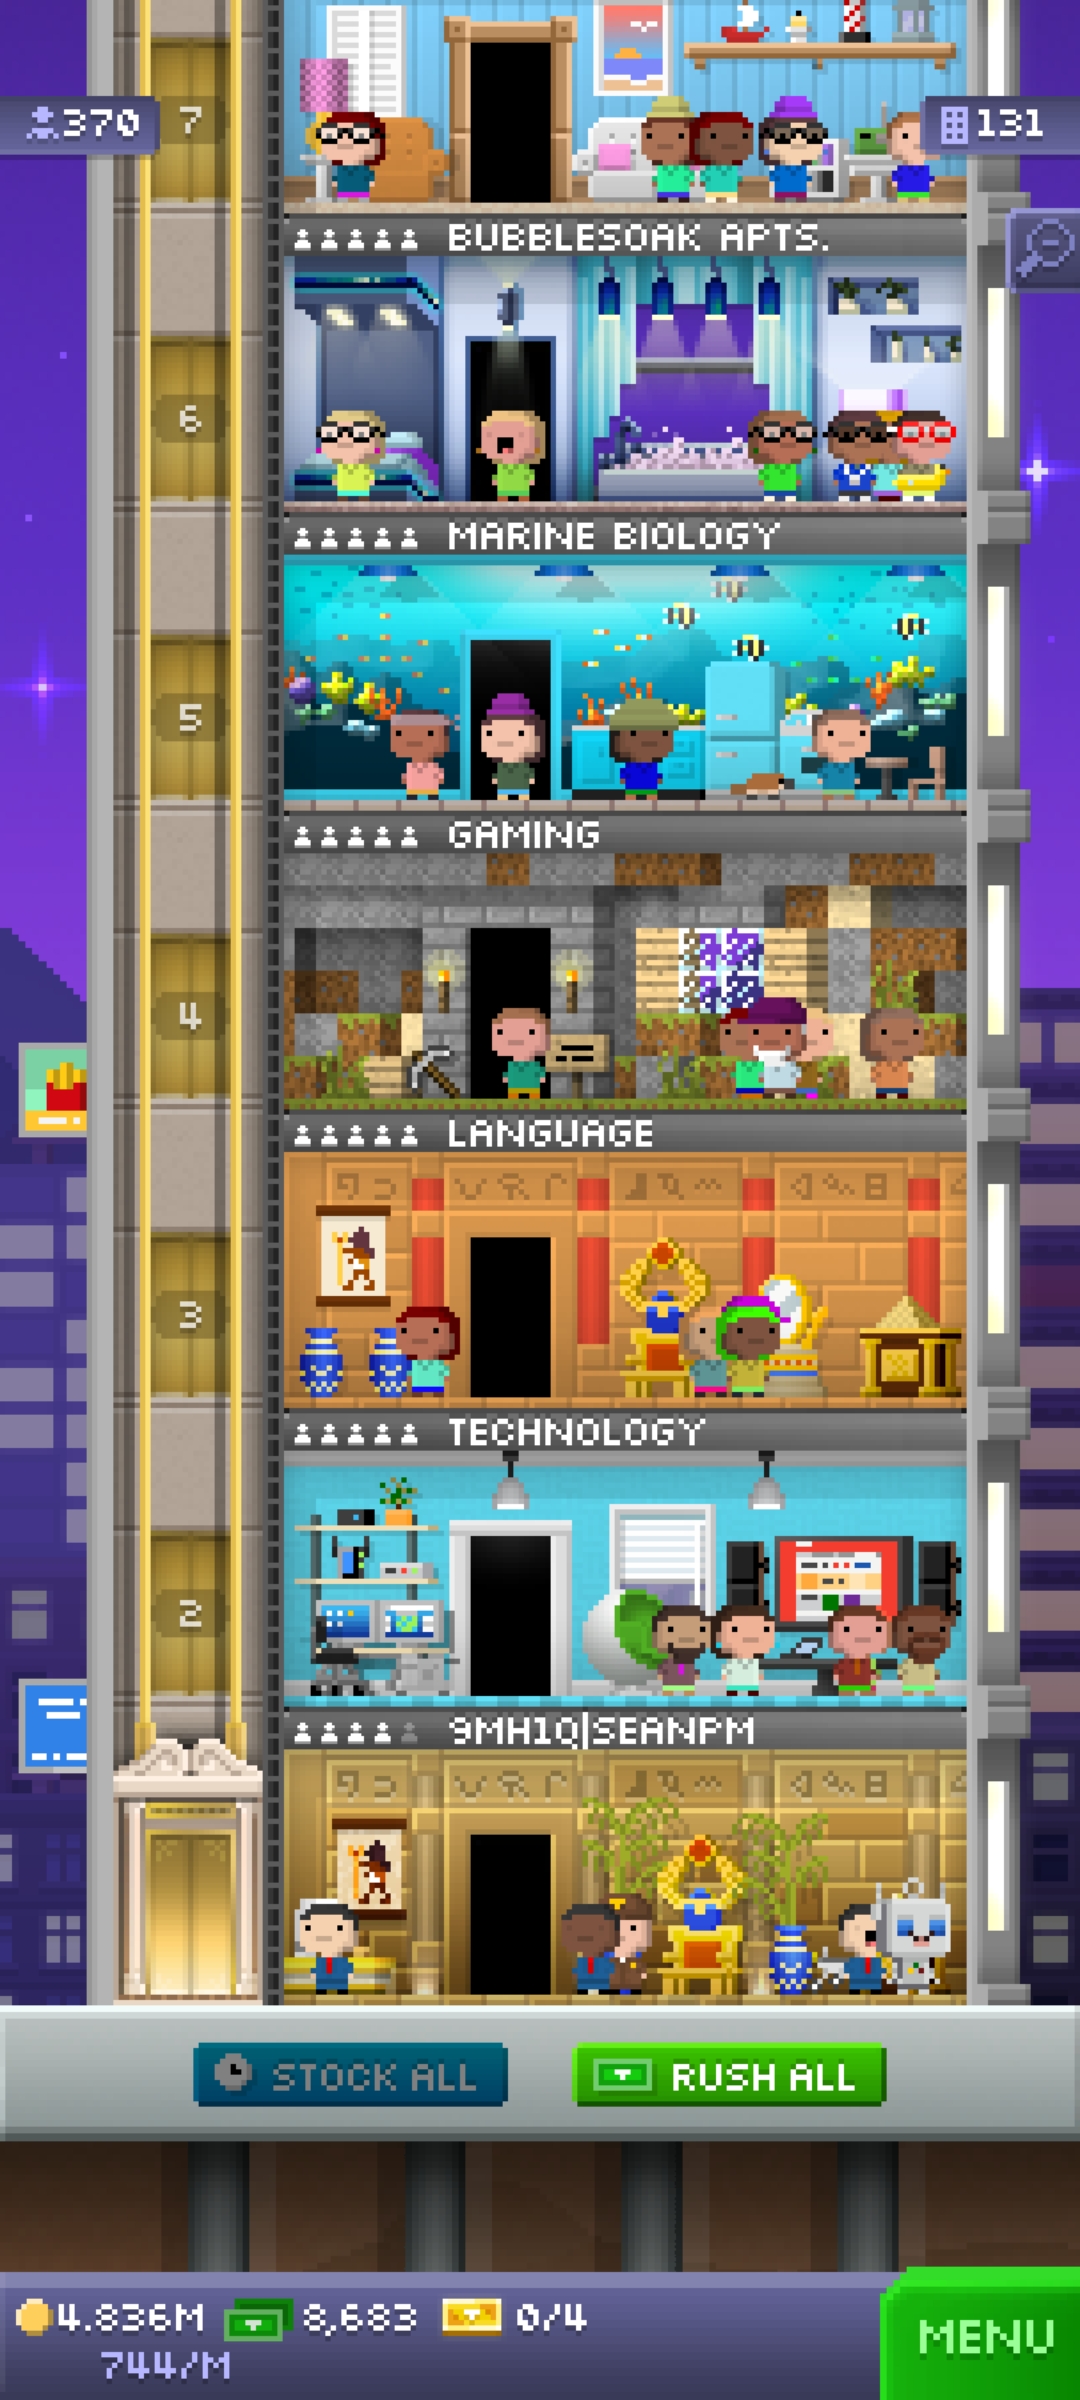 370
7
131
BUBBLESOAK APTS.
6
MARINE BIOLOGY
5
GAMING
4
LANGUAGE
3
TECHNOLOGY
2
9MH1Q|SEANPM
STOCK ALL
RUSH ALL
4.836M
8,683
0/4
744/M
MENU